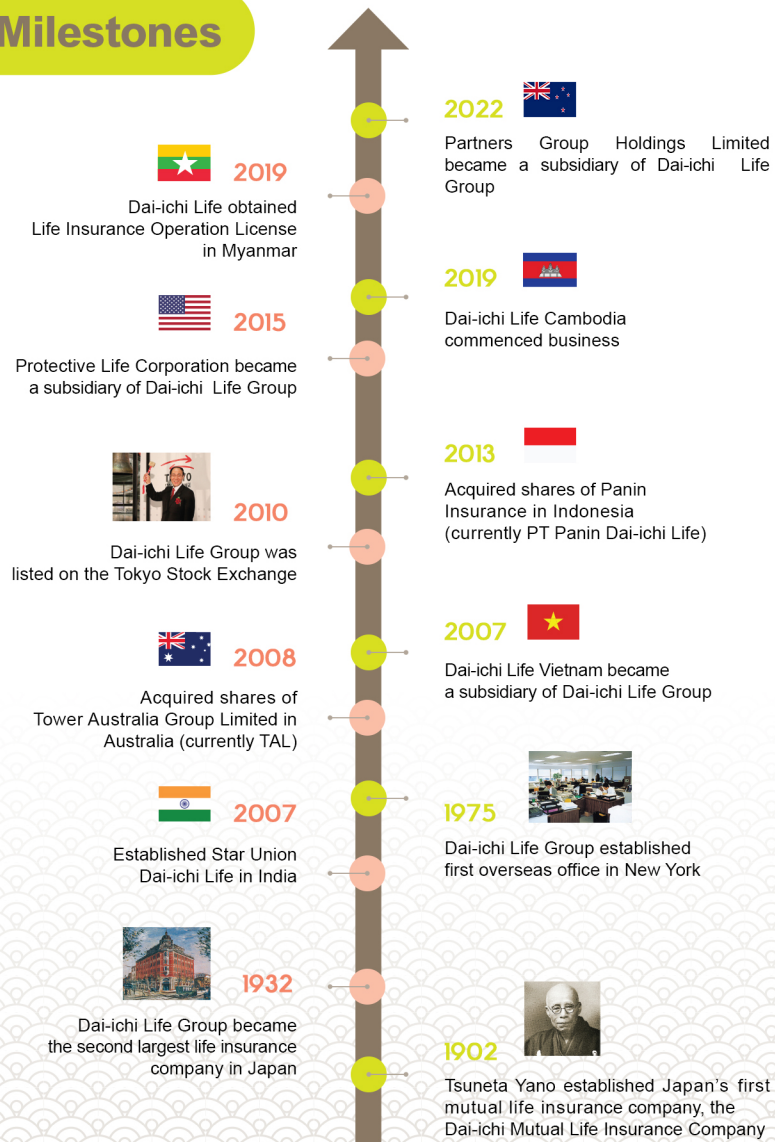 Milestones
2022
Partners Group Holdings Limited
became a subsidiary of Dai-ichi Life
Group
2019
Dai-ichi Life obtained
Life Insurance Operation License
in Myanmar
2019
Dai-ichi Life Cambodia
commenced business
2015
Protective Life Corporation became
a subsidiary of Dai-ichi Life Group
2013
Acquired shares of Panin
Insurance in Indonesia
(currently PT Panin Dai-ichi Life)
2010
Dai-ichi Life Group was
listed on the Tokyo Stock Exchange
2007
Dai-ichi Life Vietnam became
a subsidiary of Dai-ichi Life Group
2008
Acquired shares of
Tower Australia Group Limited in
Australia (currently TAL)
1975
Dai-ichi Life Group established
first overseas office in New York
2007
Established Star Union
Dai-ichi Life in India
1932
Dai-ichi Life Group became
the second largest life insurance
company in Japan
1902
Tsuneta Yano established Japan's first
mutual life insurance company, the
Dai-ichi Mutual Life Insurance Company